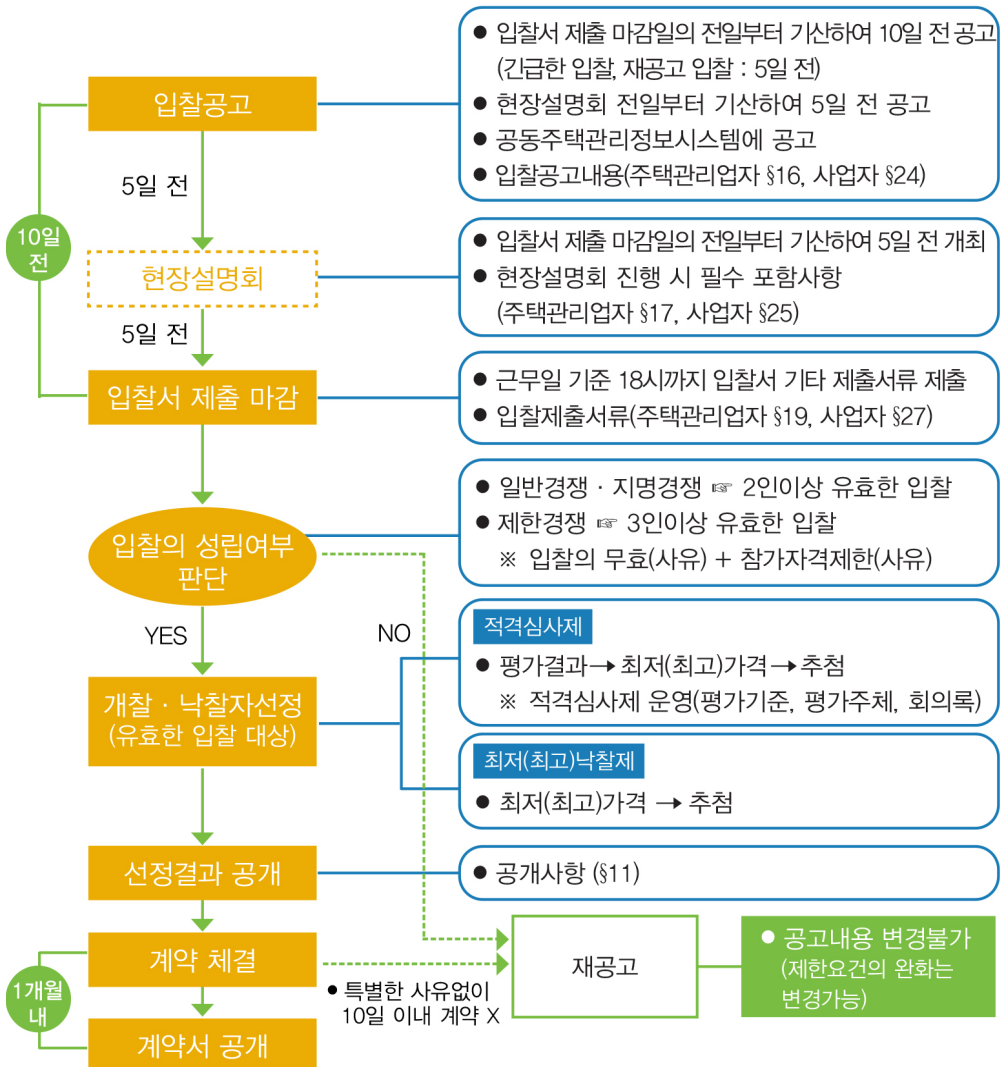 입찰공고
● 입찰서 제출 마감일의 전일부터 기산하여 10일 전 공고
(긴급한 입찰, 재공고 입찰 : 5일 전)
● 현장설명회 전일부터 기산하여 5일 전 공고
● 공동주택관리정보시스템에 공고
● 입찰공고내용(주택관리업자 §16, 사업자 §24)
5일 전
10일
전
현장설명회
● 입찰서 제출 마감일의 전일부터 기산하여 5일 전 개최
● 현장설명회 진행 시 필수 포함사항
(주택관리업자 §17, 사업자 §25)
5일 전
입찰서 제출 마감
● 근무일 기준 18시까지 입찰서 기타 제출서류 제출
● 입찰제출서류(주택관리업자 §19, 사업자 §27)
입찰의 성립여부
판단
● 일반경쟁 · 지명경쟁 ☞ 2인이상 유효한 입찰
● 제한경쟁 ☞ 3인이상 유효한 입찰
※ 입찰의 무효(사유) + 참가자격제한(사유)
YES
NO
개찰 · 낙찰자선정
(유효한 입찰 대상)
적격심사제
● 평가결과→ 최저(최고)가격→ 추첨
※ 적격심사제 운영(평가기준, 평가주체, 회의록)
최저(최고)낙찰제
● 최저(최고)가격 → 추첨
선정결과 공개
● 공개사항 (§11)
계약 체결
1개월
내
계약서 공개
● 특별한 사유없이
10일 이내 계약 X
재공고
● 공고내용 변경불가
(제한요건의 완화는
변경가능)